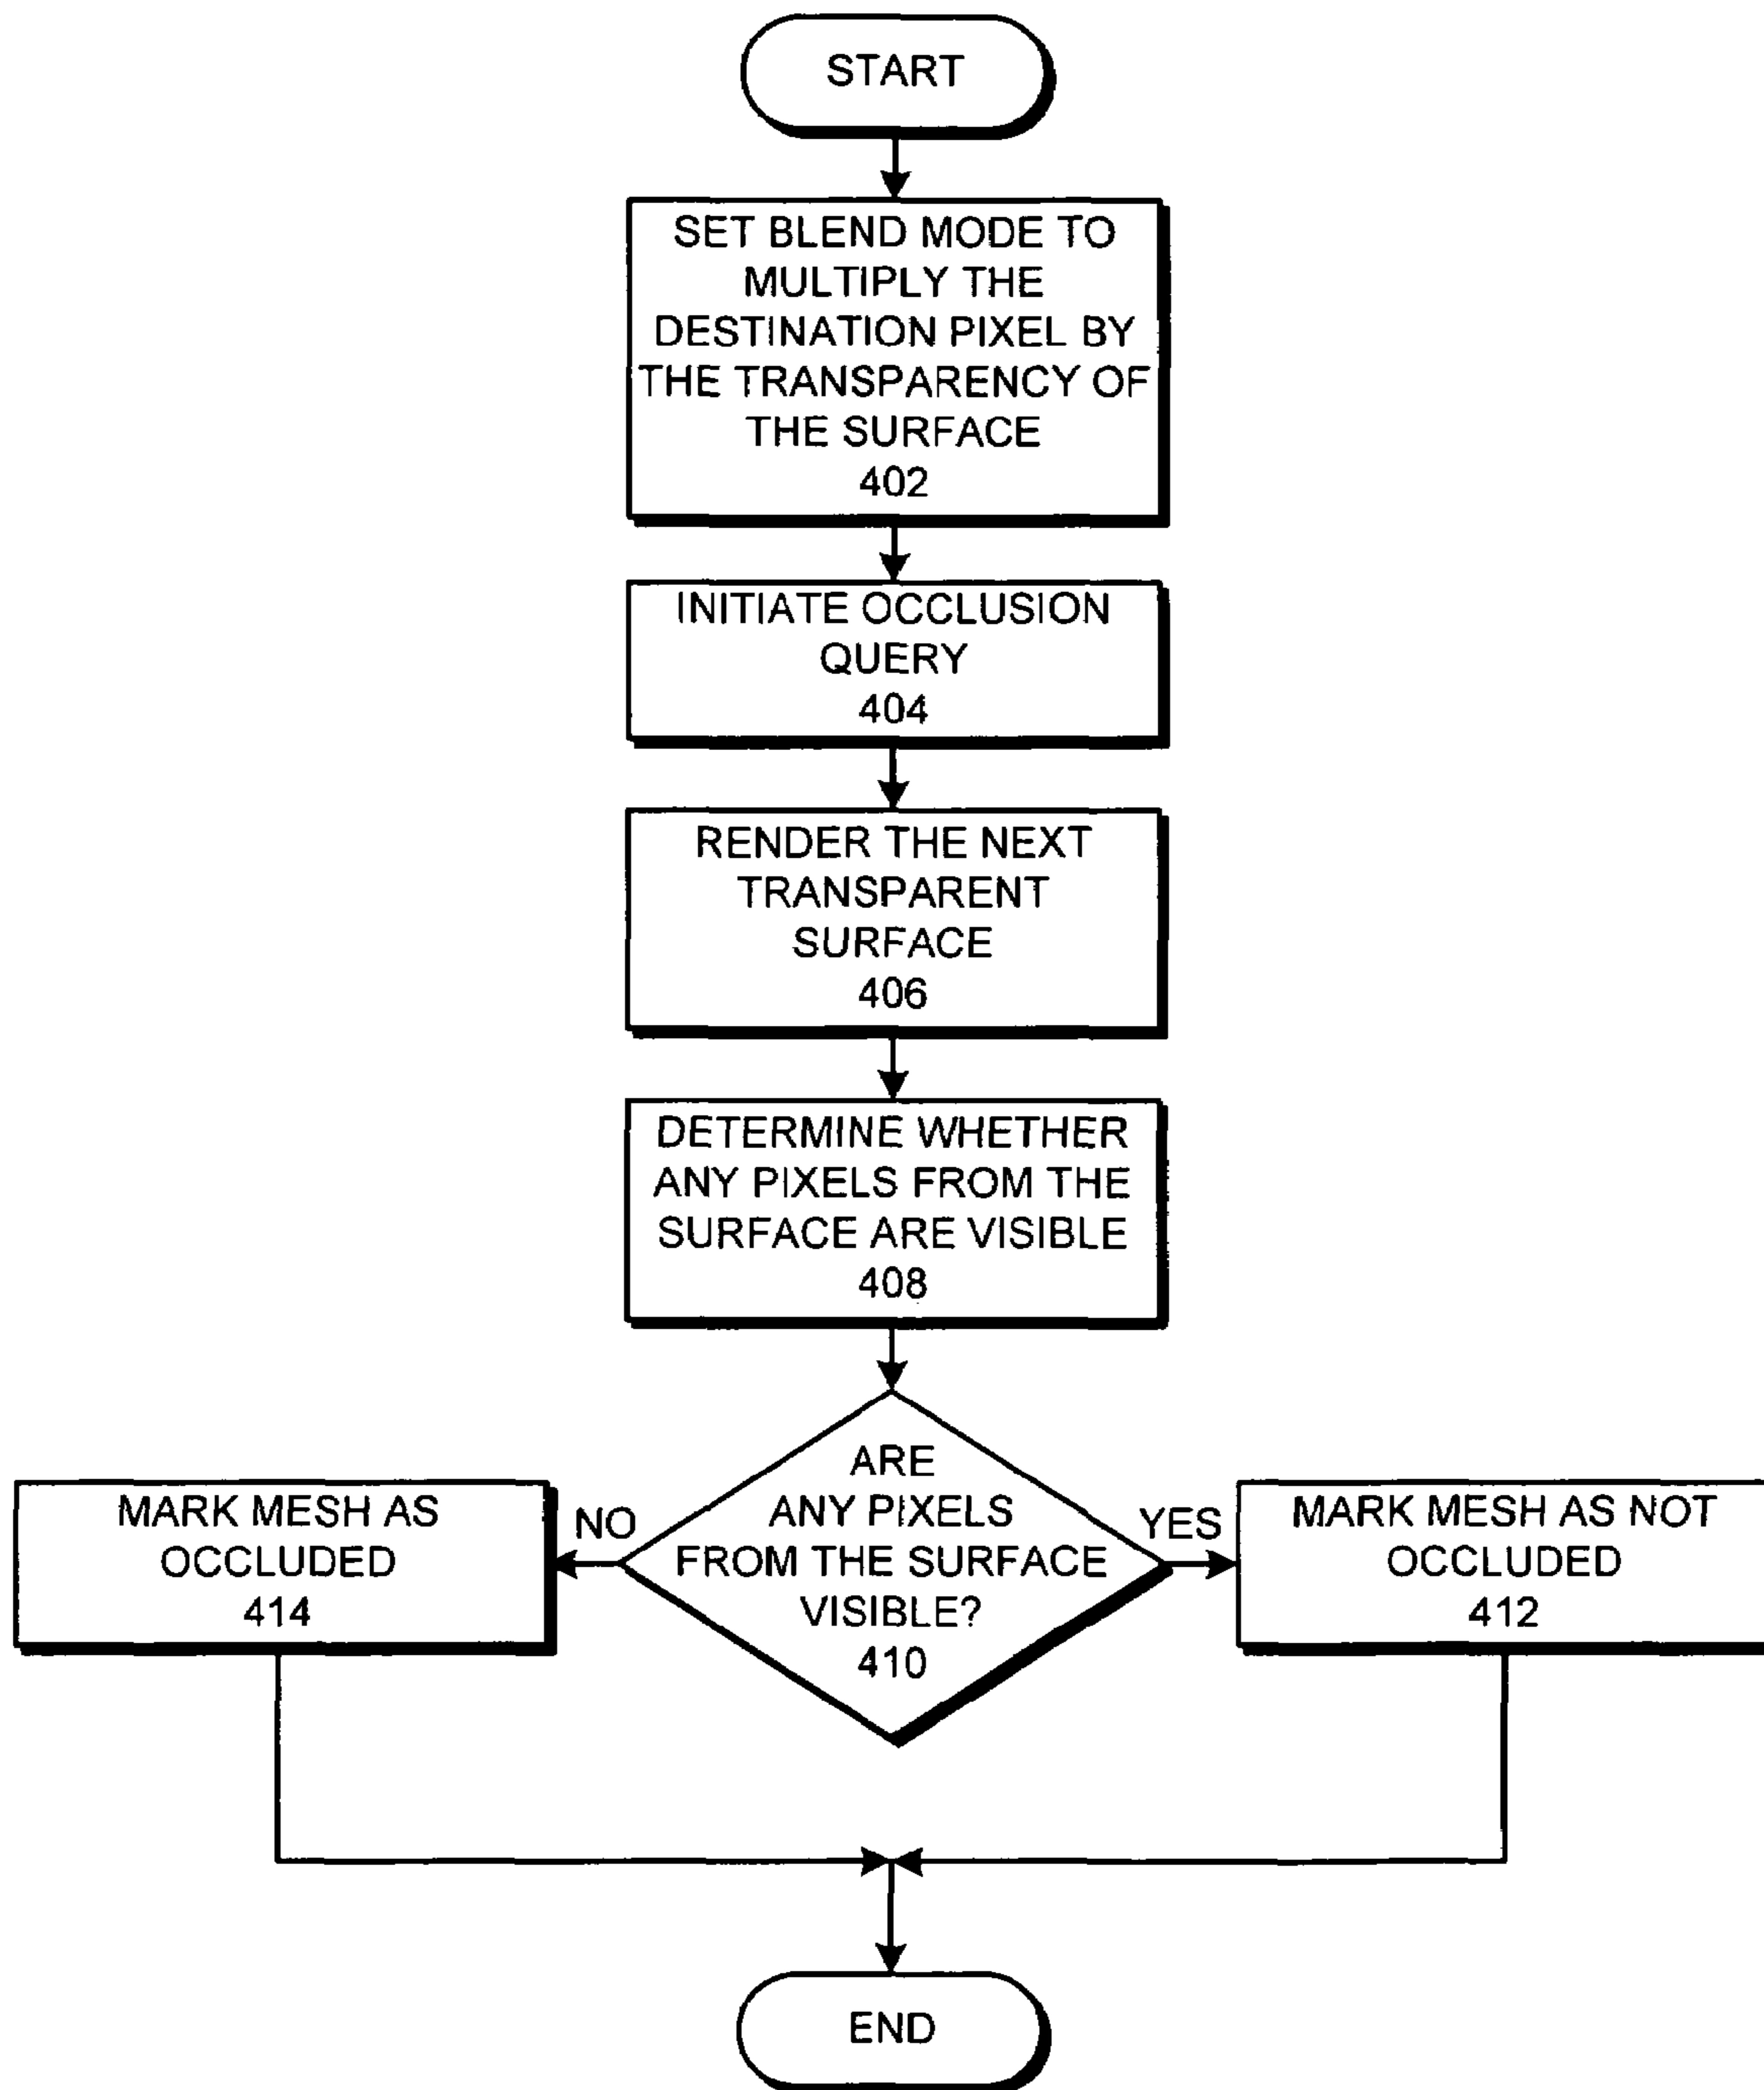 START
SET BLEND MODE TO
MULTIPLY THE
DESTINATION PIXEL BY
THE TRANSPARENCY OF
THE SURFACE
402
INITIATE OCCLUSION
QUERY
404
RENDER THE NEXT
TRANSPARENT
SURFACE
406
DETERMINE WHETHER
ANY PIXELS FROM THE
SURFACE ARE VISIBLE
408
ARE
ANY PIXELS
FROM THE SURFACE
VISIBLE?
410
NO
YES
MARK MESH AS
OCCLUDED
414
MARK MESH AS NOT
OCCLUDED
412
END